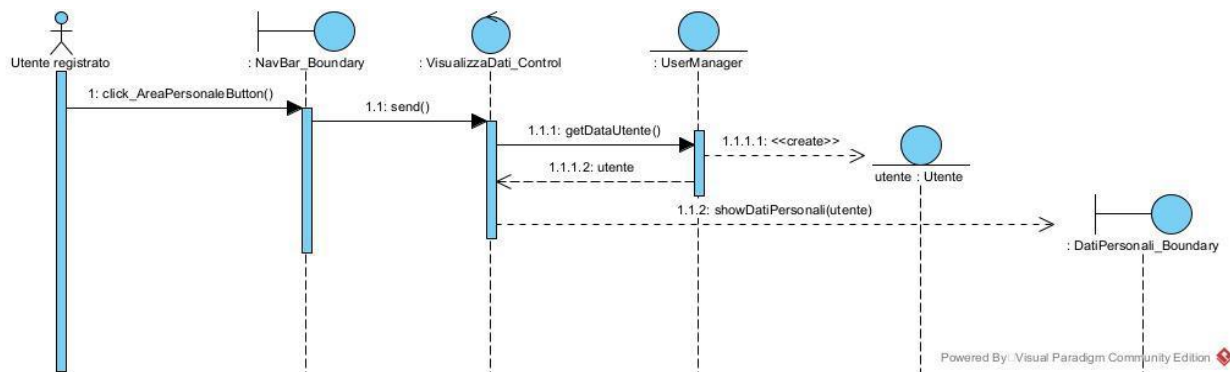 Utente registrato
: NavBar_Boundary
: VisualizzaDati_Control
: UserManager
1: click_AreaPersonaleButton()
1.1: send()
1.1.1: getDataUtente()
1.1.1.1: <<create>>
1.1.1.2: utente
utente : Utente
1.1.2: showDatiPersonali(utente)
: DatiPersonali_Boundary
Powered By Visual Paradigm Community Edition